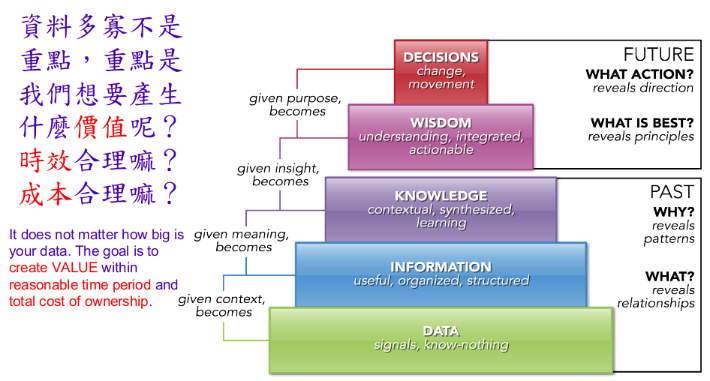 資料多寡不是
重點，重點是
我們想要產生
什麼價值呢？
時效合理嘛？
成本合理嘛？
It does not matter how big is
your data. The goal is to
create VALUE within
reasonable time period and
total cost of ownership.
DECISIONS
change,
movement
given purpose,
becomes
WISDOM
understanding, integrated,
actionable
given insight,
becomes
KNOWLEDGE
contextual, synthesized,
learning
given meaning,
becomes
INFORMATION
useful, organized, structured
given context,
becomes
DATA
signals, know-nothing
FUTURE
WHAT ACTION?
reveals direction
WHAT IS BEST?
reveals principles
PAST
WHY?
reveals
patterns
WHAT?
reveals
relationships